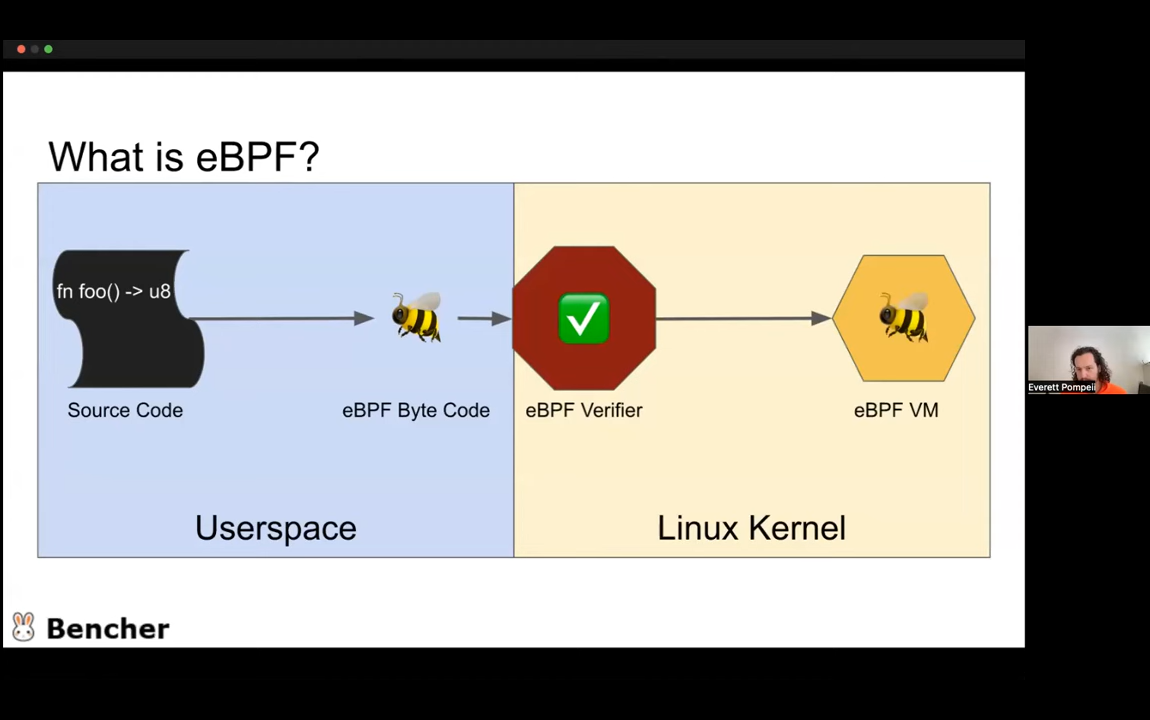 What is eBPF?
fn foo() -> u8
Source Code
eBPF Byte Code
eBPF Verifier
eBPF VM
Userspace
Linux Kernel
Bencher
Everett Pompeii